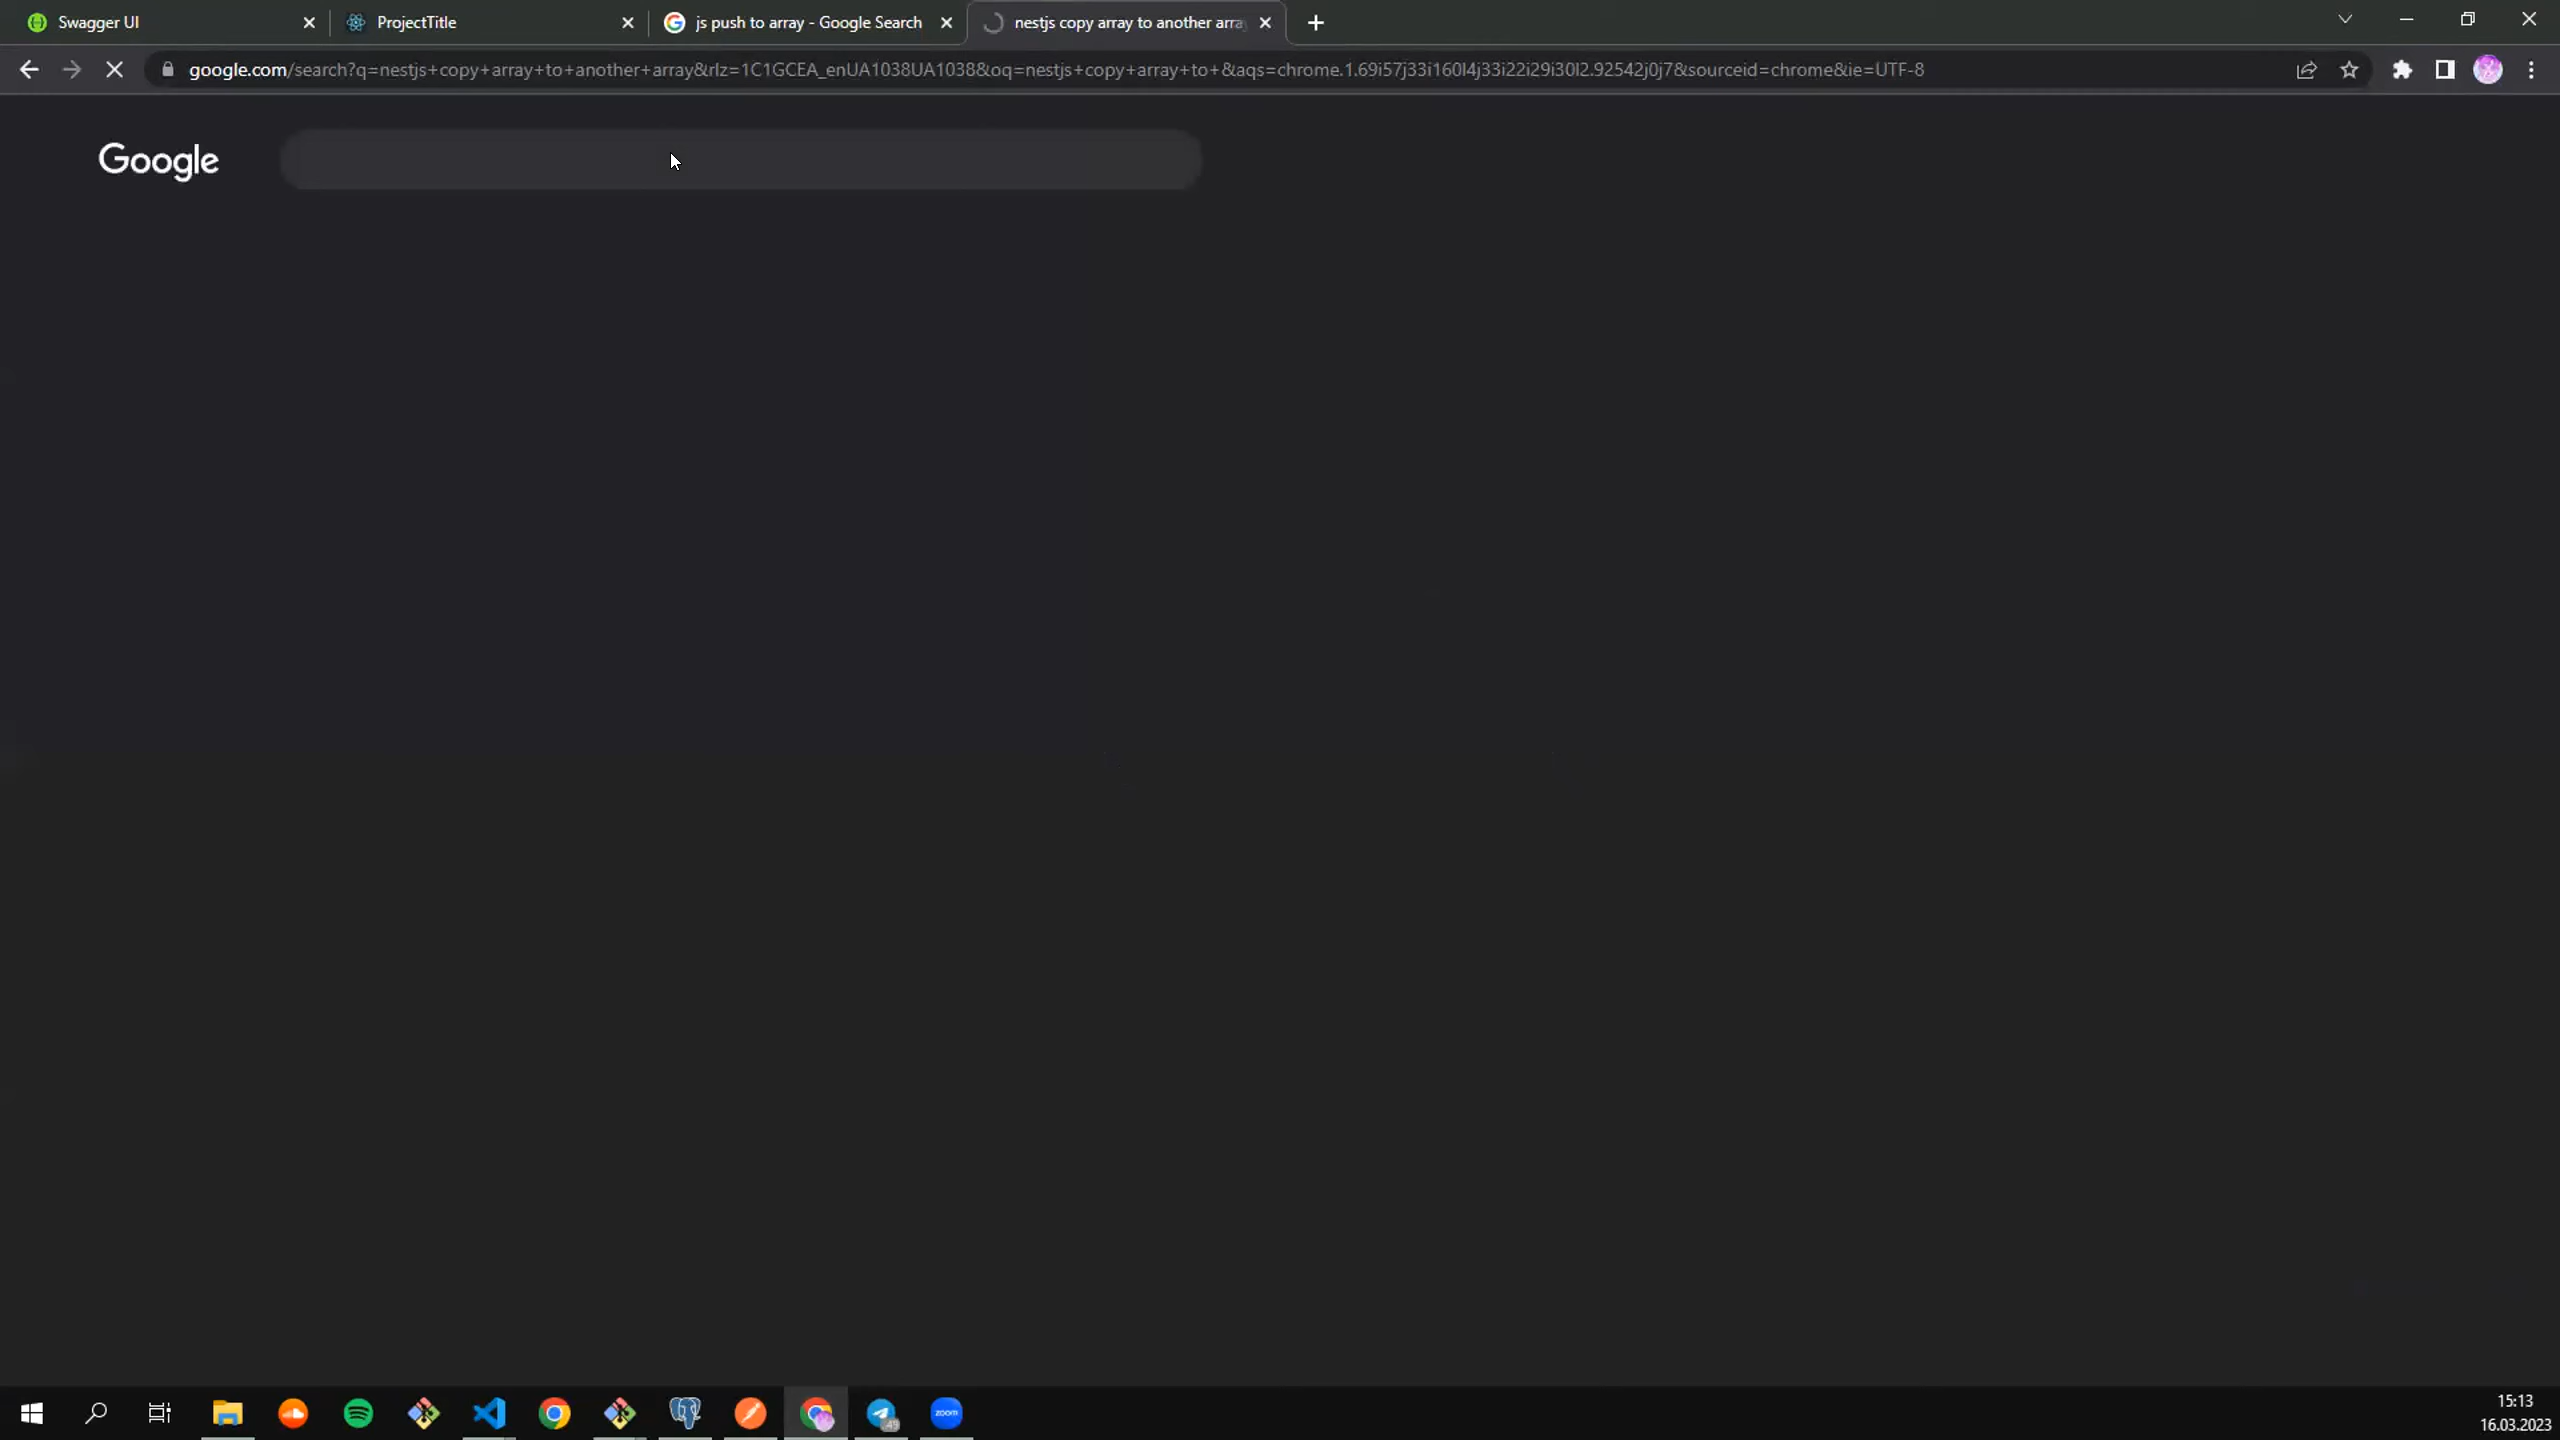 Swagger UI
ProjectTitle
js push to array - Google Search
nestjs copy array to another arra
google.com/search?q=nestjs+copy+array+to+another+array&rlz=1C1GCEA_enUA1038UA1038&oq=nestjs+copy+array+to+&aqs=chrome.1.69i57j33i160l4j33i22i29i30l2.92542j0j7&sourceid=chrome&ie=UTF-8
Google
49
zoom
15:13
16.03.2023